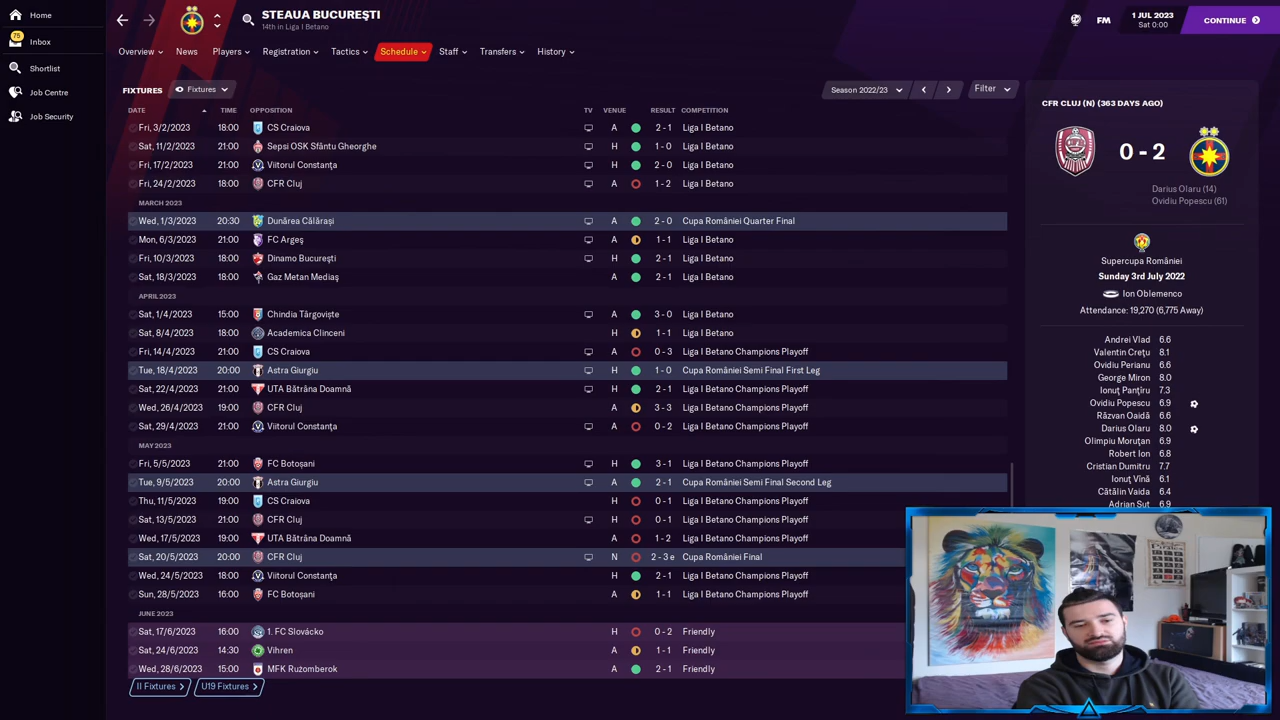 Home
75
Inbox
Shortlist
Job Centre
Job Security
STEAUA BUCUREŞTI
14th in Liga I Betano
FM
1 JUL 2023
Sat 0:00
CONTINUE
Overview
News
Players
Registration
Tactics
Schedule
Staff
Transfers
History
FIXTURES
Fixtures
Season 2022/23
Filter
DATE TIME OPPOSITION TV VENUE RESULT COMPETITION
Fri, 3/2/2023 18:00 CS Craiova A 2 - 1 Liga I Betano
Sat, 11/2/2023 21:00 Sepsi OSK Sfântu Gheorghe H 1 - 0 Liga I Betano
Fri, 17/2/2023 21:00 Viitorul Constanţa H 2 - 0 Liga I Betano
Fri, 24/2/2023 18:00 CFR Cluj A 1 - 2 Liga I Betano
MARCH 2023
Wed, 1/3/2023 20:30 Dunărea Călăraşi A 2 - 0 Cupa României Quarter Final
Mon, 6/3/2023 21:00 FC Argeş A 1 - 1 Liga I Betano
Fri, 10/3/2023 18:00 Dinamo Bucureşti H 2 - 1 Liga I Betano
Sat, 18/3/2023 18:00 Gaz Metan Mediaş A 2 - 1 Liga I Betano
APRIL 2023
Sat, 1/4/2023 15:00 Chindia Târgovişte A 3 - 0 Liga I Betano
Sat, 8/4/2023 18:00 Academica Clinceni H 1 - 1 Liga I Betano
Fri, 14/4/2023 21:00 CS Craiova A 0 - 3 Liga I Betano Champions Playoff
Tue, 18/4/2023 20:00 Astra Giurgiu H 1 - 0 Cupa României Semi Final First Leg
Sat, 22/4/2023 21:00 UTA Bătrâna Doamnă H 2 - 1 Liga I Betano Champions Playoff
Wed, 26/4/2023 19:00 CFR Cluj A 3 - 3 Liga I Betano Champions Playoff
Sat, 29/4/2023 21:00 Viitorul Constanţa A 0 - 2 Liga I Betano Champions Playoff
MAY 2023
Fri, 5/5/2023 21:00 FC Botoşani H 3 - 1 Liga I Betano Champions Playoff
Tue, 9/5/2023 20:00 Astra Giurgiu A 2 - 1 Cupa României Semi Final Second Leg
Thu, 11/5/2023 19:00 CS Craiova H 0 - 1 Liga I Betano Champions Playoff
Sat, 13/5/2023 21:00 CFR Cluj H 0 - 1 Liga I Betano Champions Playoff
Wed, 17/5/2023 19:00 UTA Bătrâna Doamnă A 1 - 2 Liga I Betano Champions Playoff
Sat, 20/5/2023 20:00 CFR Cluj N 2 - 3 e Cupa României Final
Wed, 24/5/2023 18:00 Viitorul Constanţa H 2 - 1 Liga I Betano Champions Playoff
Sun, 28/5/2023 16:00 FC Botoşani A 1 - 1 Liga I Betano Champions Playoff
JUNE 2023
Sat, 17/6/2023 16:00 1. FC Slovácko H 0 - 2 Friendly
Sat, 24/6/2023 14:30 Vihren A 1 - 1 Friendly
Wed, 28/6/2023 15:00 MFK Ružomberok A 2 - 1 Friendly
II Fixtures
U19 Fixtures
CFR CLUJ (N) (363 DAYS AGO)
0 - 2
Darius Olaru (14)
Ovidiu Popescu (61)
Supercupa României
Sunday 3rd July 2022
Ion Oblemenco
Attendance: 19,270 (6,775 Away)
Andrei Vlad 6.6
Valentin Creţu 8.1
Ovidiu Perianu 6.6
George Miron 8.0
Ionuţ Panţîru 7.3
Ovidiu Popescu 6.9
Răzvan Oaidă 6.6
Darius Olaru 8.0
Olimpiu Moruţan 6.9
Robert Ion 6.8
Cristian Dumitru 7.7
Ionuţ Vînă 6.1
Cătălin Vaida 6.4
Adrian Şut 6.9